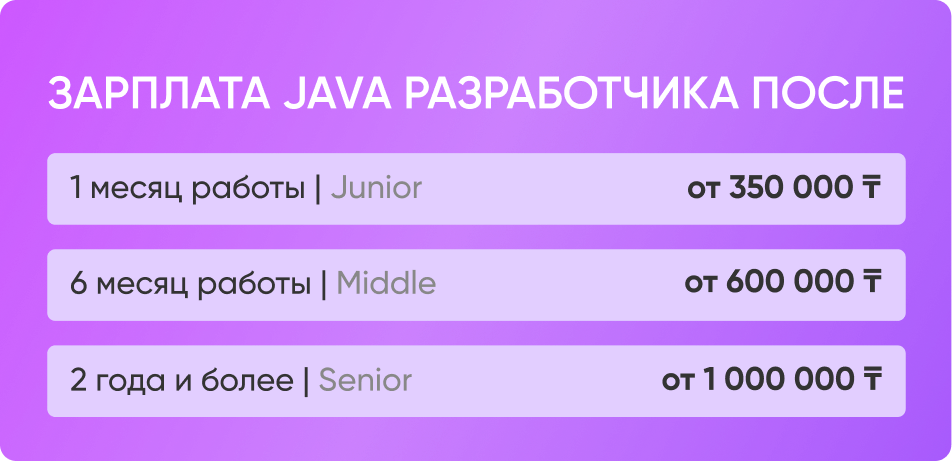 ЗАРПЛАТА JAVA РАЗРАБОТЧИКА ПОСЛЕ
1 месяц работы | Junior от 350 000 ₸
6 месяц работы | Middle от 600 000 ₸
2 года и более | Senior от 1 000 000 ₸